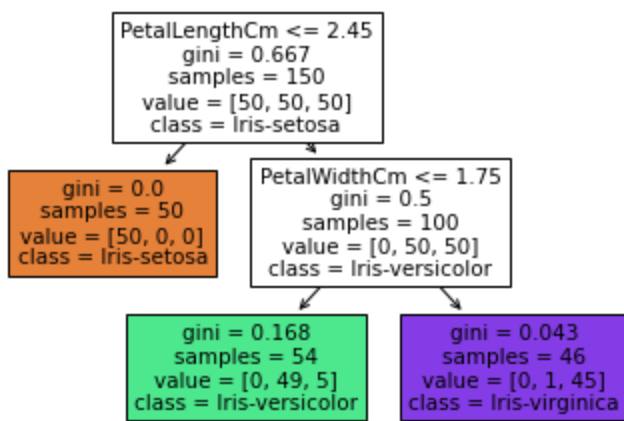 PetalLengthCm <= 2.45
gini = 0.667
samples = 150
value = [50, 50, 50]
class = Iris-setosa
gini = 0.0
samples = 50
value = [50, 0, 0]
class = Iris-setosa
PetalWidthCm <= 1.75
gini = 0.5
samples = 100
value = [0, 50, 50]
class = Iris-versicolor
gini = 0.168
samples = 54
value = [0, 49, 5]
class = Iris-versicolor
gini = 0.043
samples = 46
value = [0, 1, 45]
class = Iris-virginica